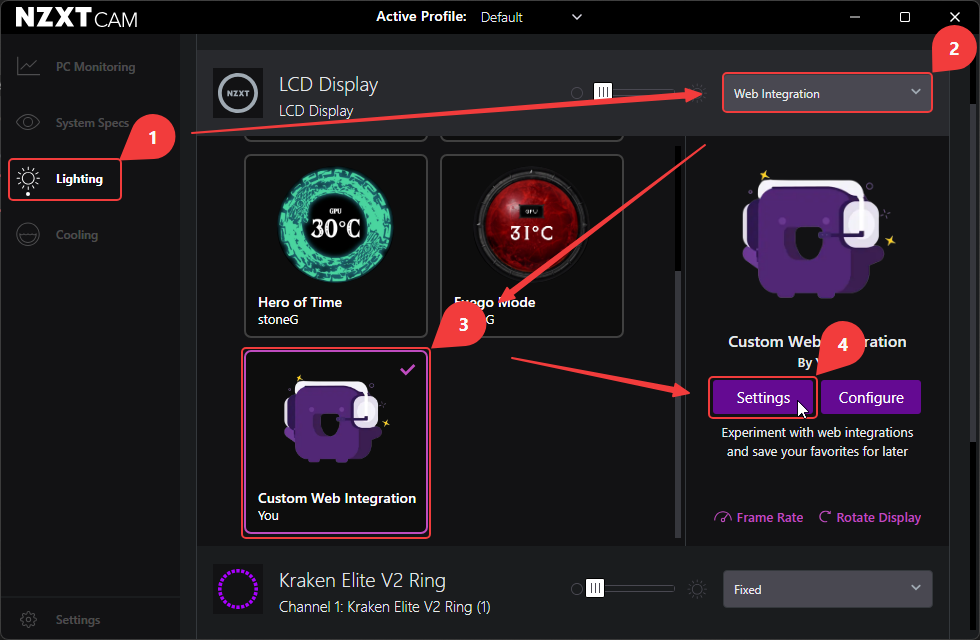 NZXT CAM
Active Profile: Default
PC Monitoring
System Specs
Lighting
Cooling
Settings
1
2
NZXT
LCD Display
LCD Display
Web Integration
GPU
30°C
Hero of Time
stoneG
GPU
31°C
Fuego Mode
G
3
Custom Web Integration
You
Custom Web ration
By Y
4
Settings
Configure
Experiment with web integrations
and save your favorites for later
Frame Rate
Rotate Display
Kraken Elite V2 Ring
Channel 1: Kraken Elite V2 Ring (1)
Fixed